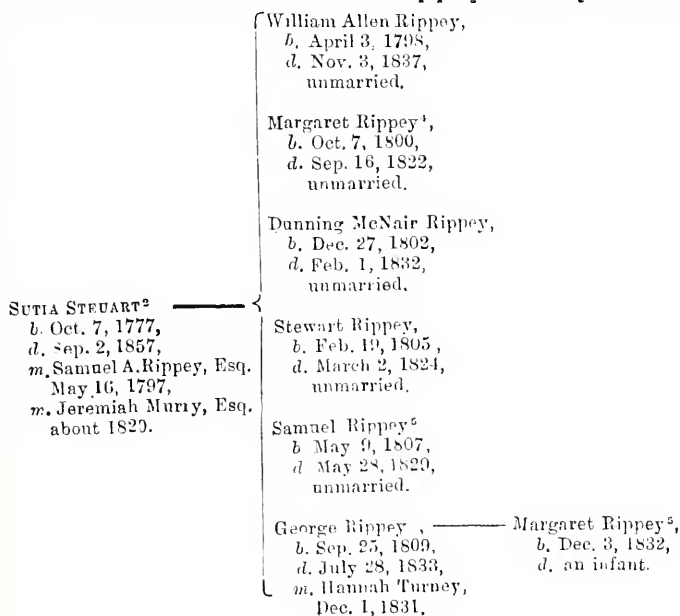 William Allen Rippey,
b. April 3, 1798,
d. Nov. 3, 1837,
unmarried.
Margaret Rippey⁴,
b. Oct. 7, 1800,
d. Sep. 16, 1822,
unmarried.
Dunning McNair Rippey,
b. Dec. 27, 1802,
d. Feb. 1, 1832,
unmarried.
SUTIA STEUART²
b. Oct. 7, 1777,
d. Sep. 2, 1857,
m. Samuel A. Rippey, Esq.
May 16, 1797,
m. Jeremiah Murry, Esq.
about 1829.
Stewart Rippey,
b. Feb. 19, 1805,
d. March 2, 1824,
unmarried.
Samuel Rippey⁵
b May 9, 1807,
d May 28, 1829,
unmarried.
George Rippey,
b. Sep. 25, 1809,
d. July 28, 1833,
m. Hannah Turney,
Dec. 1, 1831.
Margaret Rippey⁵,
b. Dec. 3, 1832,
d. an infant.